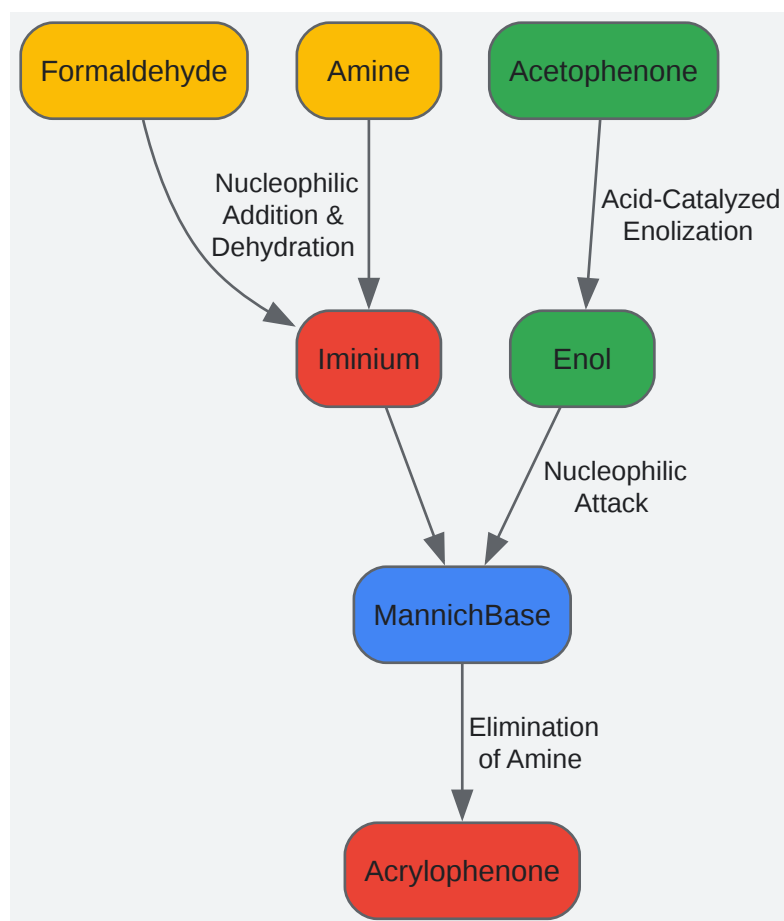 Formaldehyde
Amine
Acetophenone
Nucleophilic
Addition &
Dehydration
Acid-Catalyzed
Enolization
Iminium
Enol
Nucleophilic
Attack
MannichBase
Elimination
of Amine
Acrylophenone